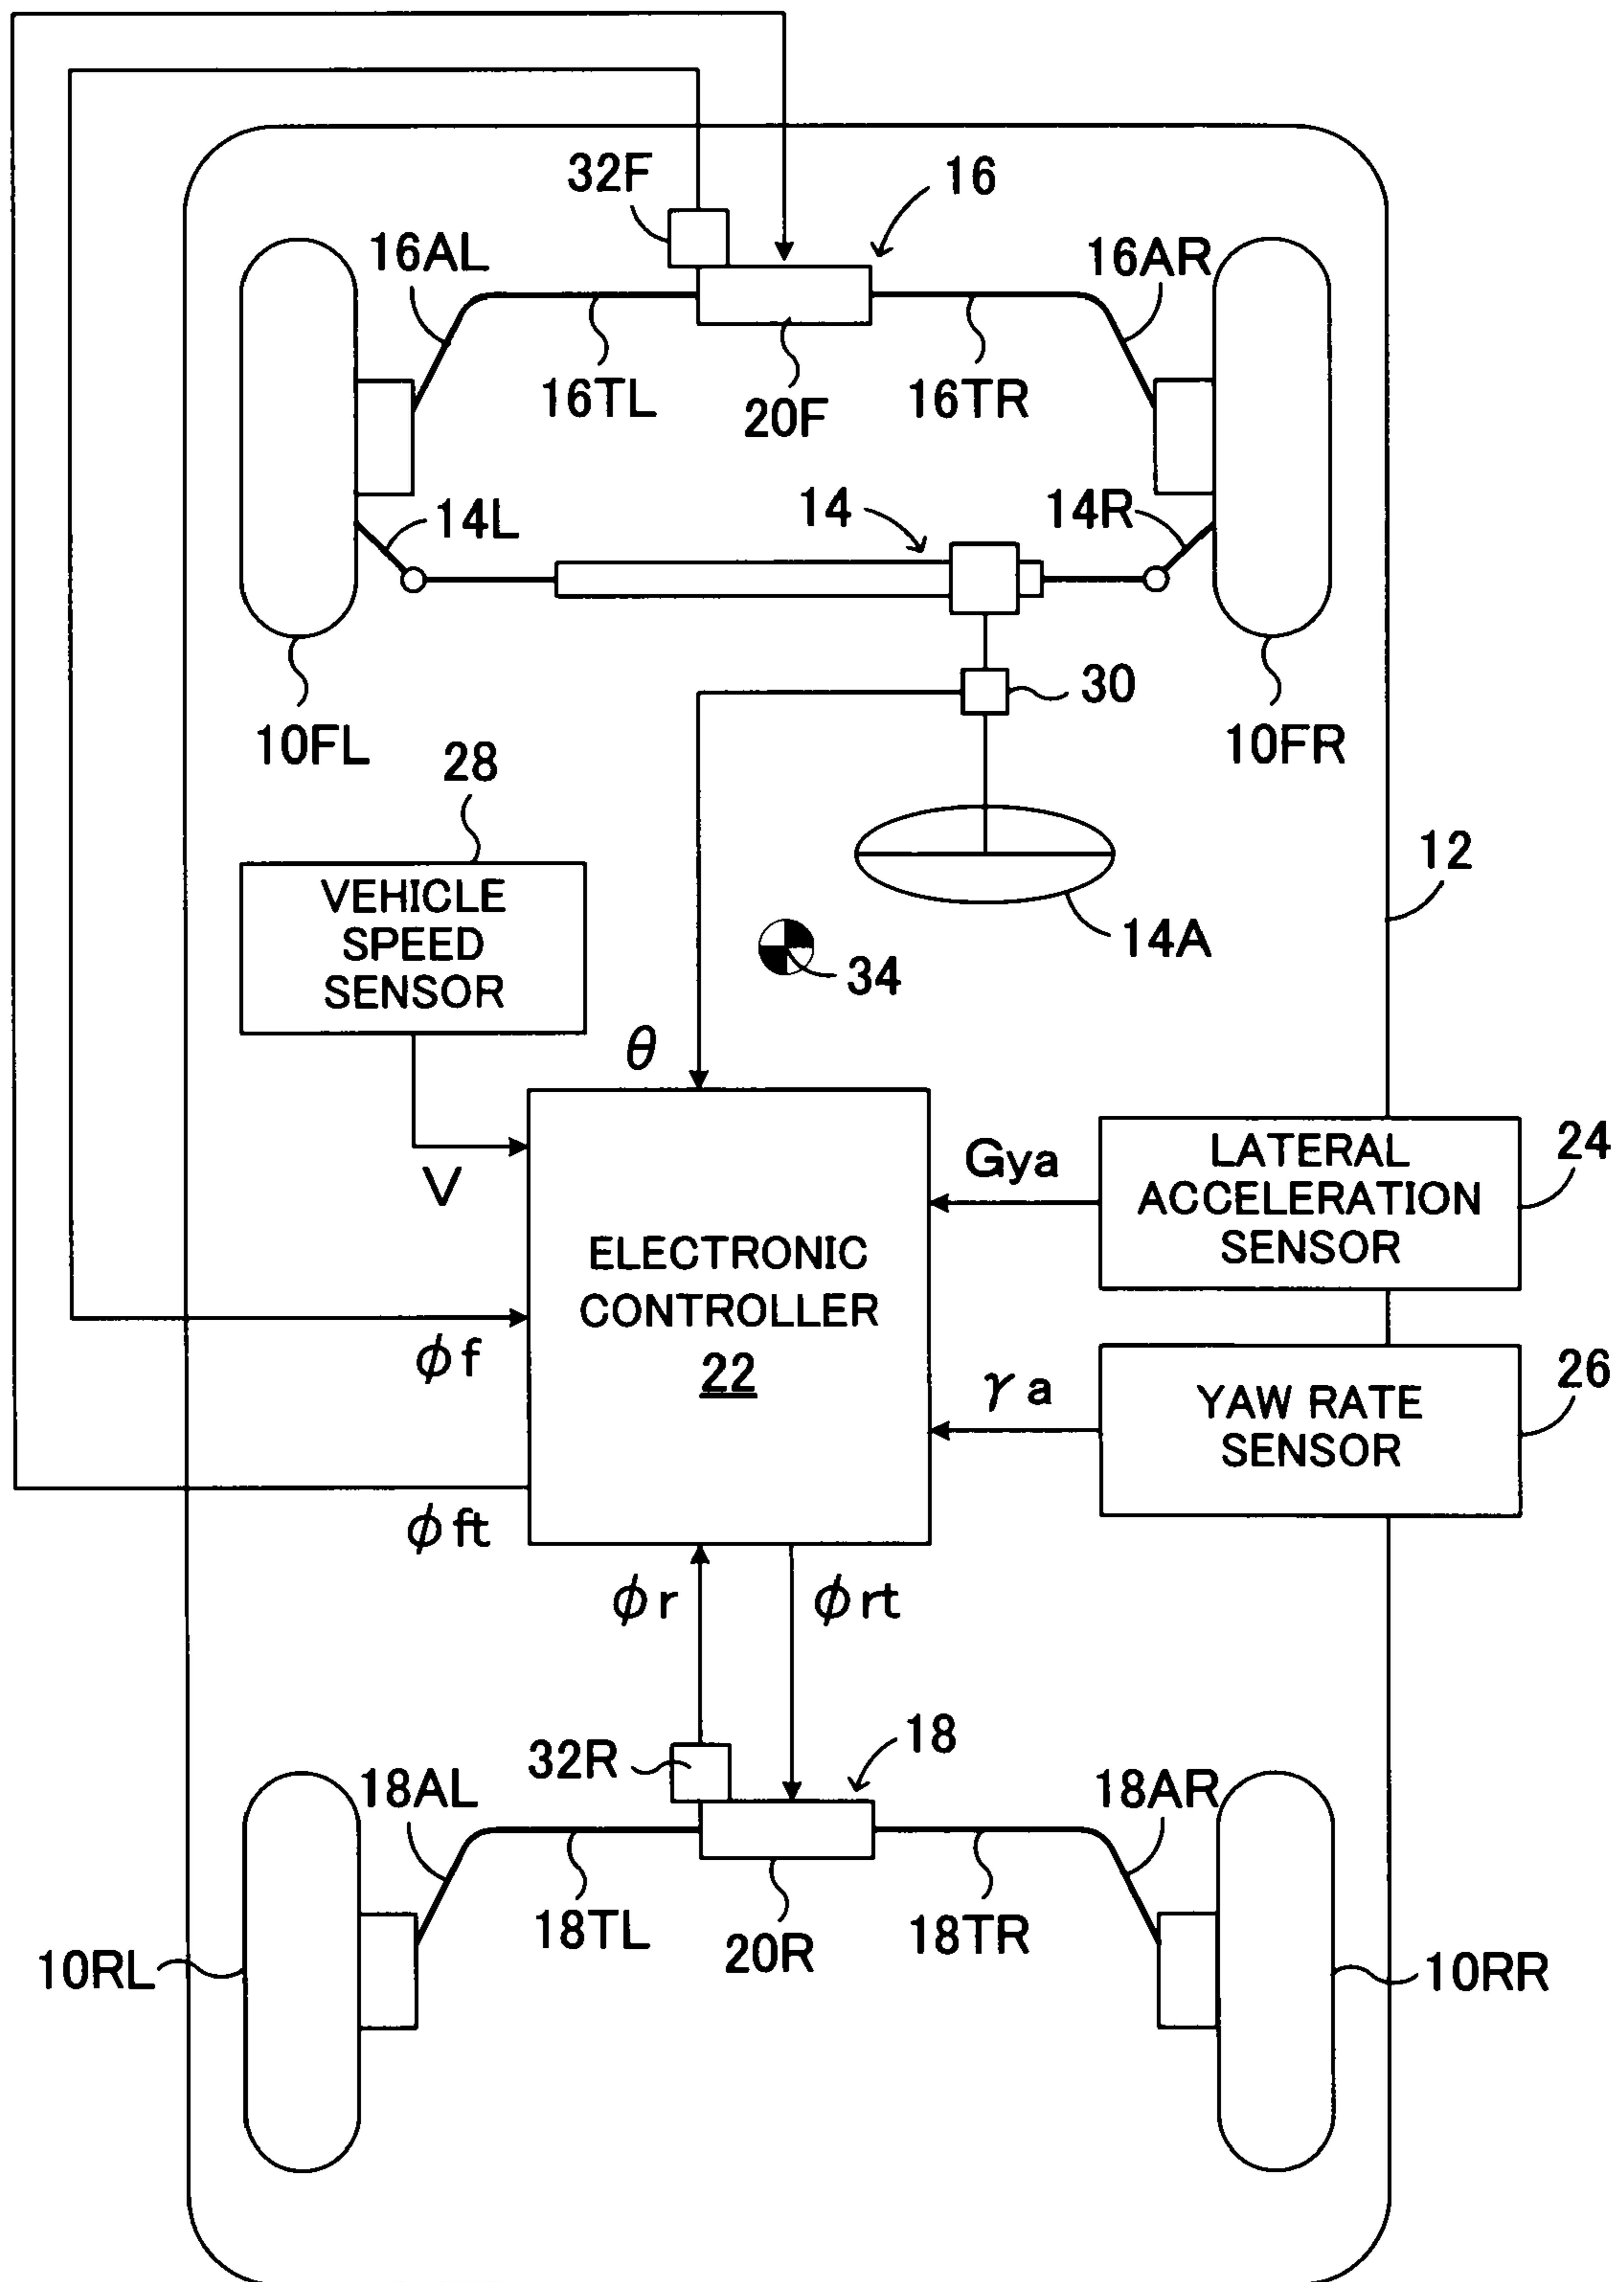 32F
16
16AL
16AR
16TL
20F
16TR
14L
14
14R
30
10FL
10FR
28
VEHICLE
SPEED
SENSOR
12
14A
34
θ
V
Gya
LATERAL
ACCELERATION
SENSOR
24
ELECTRONIC
CONTROLLER
22
φf
γa
YAW RATE
SENSOR
26
φft
φr
φrt
32R
18
18AL
18AR
18TL
20R
18TR
10RL
10RR